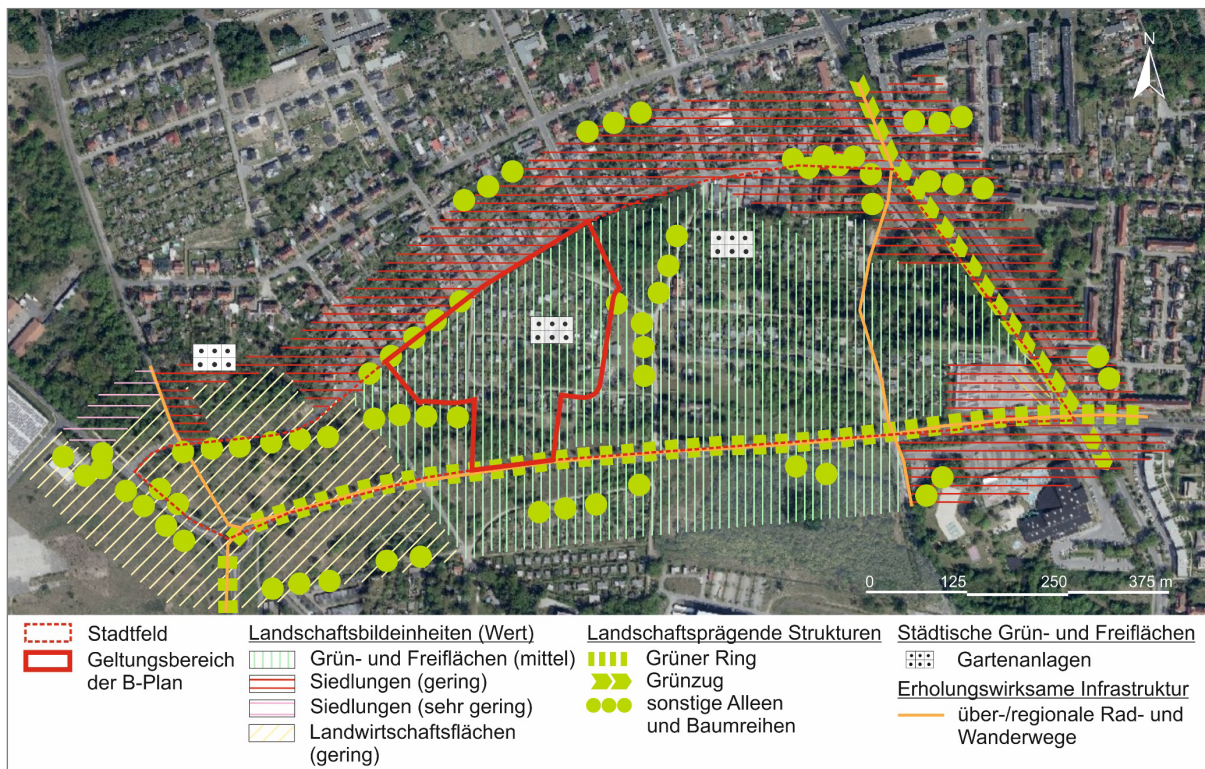 N
0 125 250 375 m
Stadtfeld
Geltungsbereich
der B-Plan
Landschaftsbildeinheiten (Wert)
Grün- und Freiflächen (mittel)
Siedlungen (gering)
Siedlungen (sehr gering)
Landwirtschaftsflächen
(gering)
Landschaftsprägende Strukturen
Grüner Ring
Grünzug
sonstige Alleen
und Baumreihen
Städtische Grün- und Freiflächen
Gartenanlagen
Erholungswirksame Infrastruktur
über-/regionale Rad- und
Wanderwege